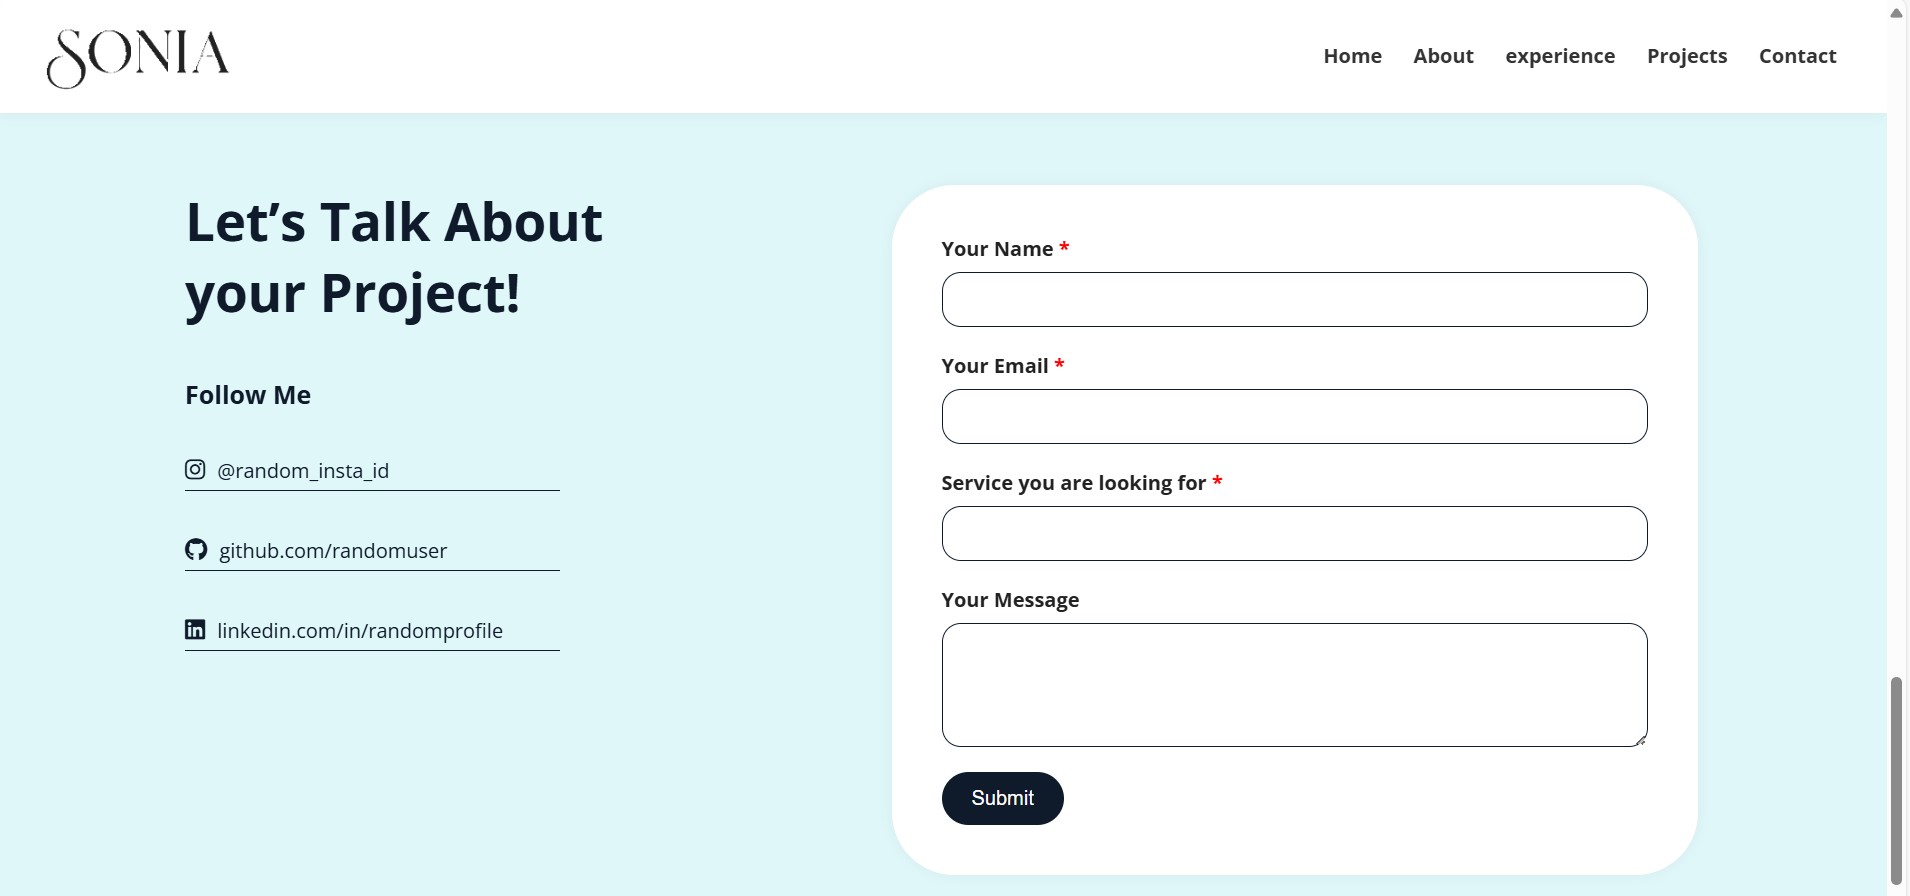 SONIA
Home About experience Projects Contact
Let’s Talk About
your Project!
Follow Me
@random_insta_id
github.com/randomuser
linkedin.com/in/randomprofile
Your Name *
Your Email *
Service you are looking for *
Your Message
Submit